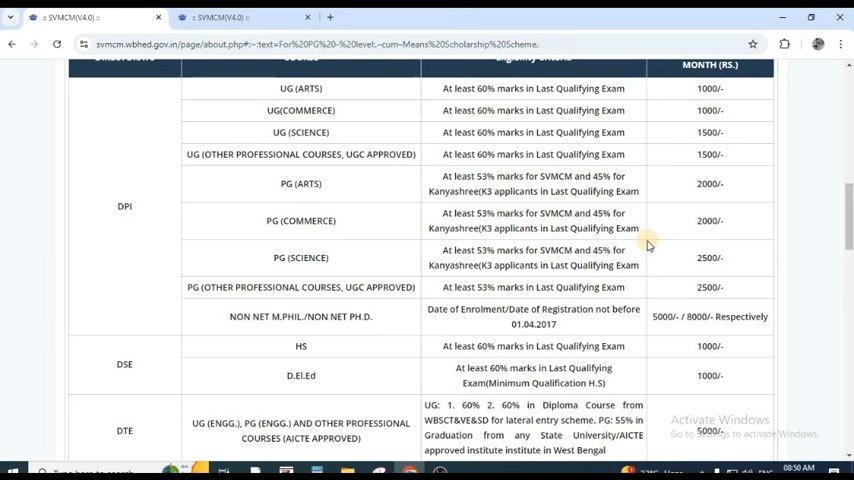 :: SVMCM(V4.0) ::
:: SVMCM(V4.0) ::
svmcm.wbhed.gov.in/page/about.php#:~:text=For%20PG%20-%20level,~cum~Means%20Scholarship%20Scheme.
MONTH (RS.)
UG (ARTS) At least 60% marks in Last Qualifying Exam 1000/-
UG(COMMERCE) At least 60% marks in Last Qualifying Exam 1000/-
UG (SCIENCE) At least 60% marks in Last Qualifying Exam 1500/-
UG (OTHER PROFESSIONAL COURSES, UGC APPROVED) At least 60% marks in Last Qualifying Exam 1500/-
At least 53% marks for SVMCM and 45% for
PG (ARTS) 2000/-
Kanyashree(K3 applicants in Last Qualifying Exam
DPI
At least 53% marks for SVMCM and 45% for
PG (COMMERCE) 2000/-
Kanyashree(K3 applicants in Last Qualifying Exam
At least 53% marks for SVMCM and 45% for
PG (SCIENCE) 2500/-
Kanyashree(K3 applicants in Last Qualifying Exam
PG (OTHER PROFESSIONAL COURSES, UGC APPROVED) At least 53% marks in Last Qualifying Exam 2500/-
Date of Enrolment/Date of Registration not before
NON NET M.PHIL./NON NET PH.D. 5000/- / 8000/- Respectively
01.04.2017
DSE
HS At least 60% marks in Last Qualifying Exam 1000/-
At least 60% marks in Last Qualifying
D.El.Ed 1000/-
Exam(Minimum Qualification H.S)
DTE
UG (ENGG.), PG (ENGG.) AND OTHER PROFESSIONAL
COURSES (AICTE APPROVED)
UG: 1. 60% 2. 60% in Diploma Course from
WBSCT&VE&SD for lateral entry scheme. PG: 55% in
Graduation from any State University/AICTE
approved institute institute in West Bengal
5000/-
Activate Windows
Go to Settings to activate Windows.
08:50 AM